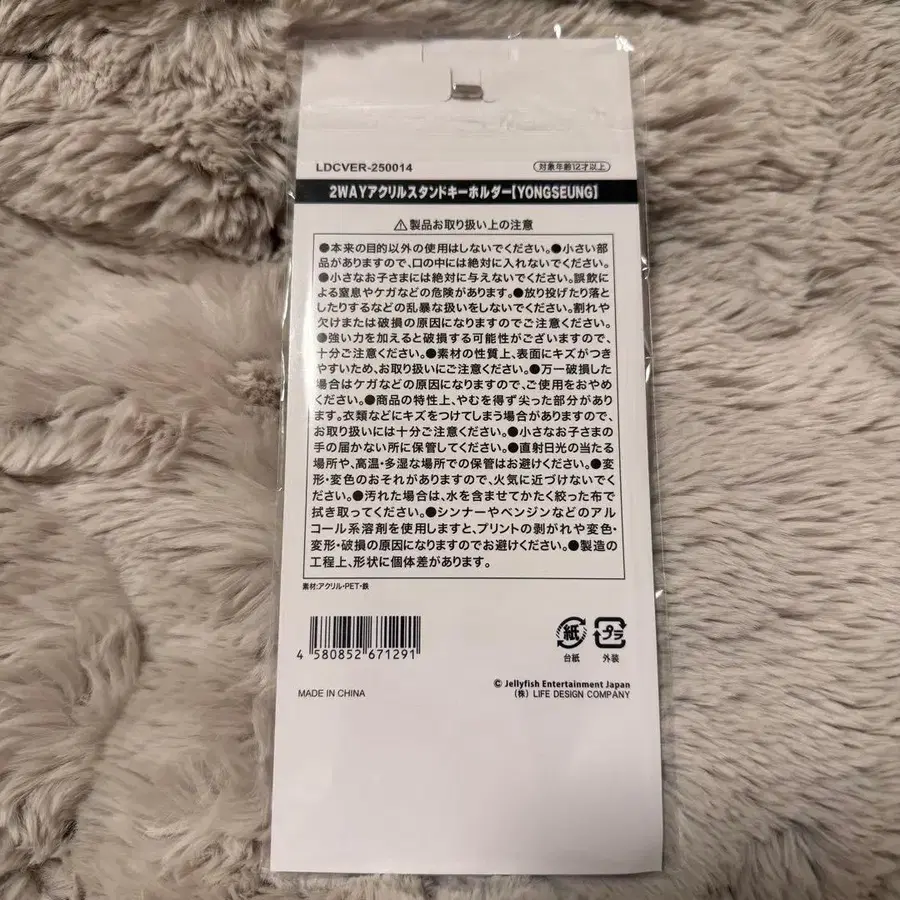 LDCVER-250014
対象年齢12才以上
2WAYアクリルスタンドキーホルダー【YONGSEUNG】
⚠製品お取り扱い上の注意
●本来の目的以外の使用はしないでください。●小さい部
品がありますので、口の中には絶対に入れないでください。
●小さなお子さまには絶対に与えないでください。誤飲
による窒息やケガなどの危険があります。●放り投げたり落と
したりするなどの乱暴な扱いをしないでください。割れや
欠けまたは破損の原因になりますのでご注意ください。
●強い力を加えると破損する可能性がございますので、
十分ご注意ください。●素材の性質上、表面にキズがつき
やすいため、お取り扱いにご注意ください。●万一破損した
場合はケガなどの原因になりますので、ご使用をおやめ
ください。●商品の特性上、やむを得ず尖った部分があり
ます。衣類などにキズをつけてしまう場合がありますので、
お取り扱いには十分ご注意ください。●小さなお子さまの
手の届かない所に保管してください。●直射日光の当たる
場所や、高温・多湿な場所での保管はお避けください。●変
形・変色のおそれがありますので、火気に近づけないでく
ださい。●汚れた場合は、水を含ませてかたく絞った布で
拭き取ってください。●シンナーやベンジンなどのアル
コール系溶剤を使用しますと、プリントの剥がれや変色・
変形・破損の原因になりますのでお避けください。●製造の
工程上、形状に個体差があります。
素材:アクリル・PET・鉄
4 580852 671291
紙
台紙
プラ
外装
© Jellyfish Entertainment Japan
(株) LIFE DESIGN COMPANY
MADE IN CHINA